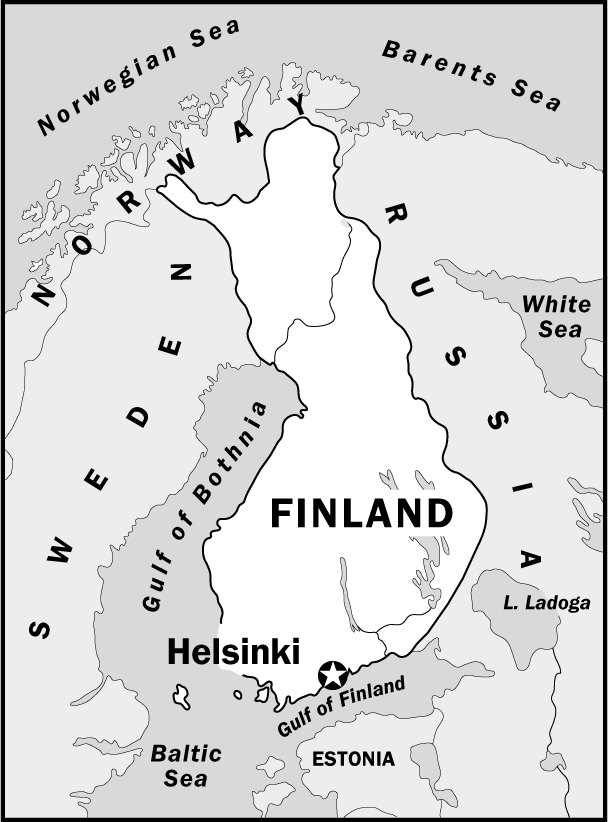 Norwegian Sea
Barents Sea
NORWAY
SWEDEN
RUSSIA
White
Sea
Gulf of Bothnia
FINLAND
L. Ladoga
Helsinki
Gulf of Finland
Baltic
Sea
ESTONIA